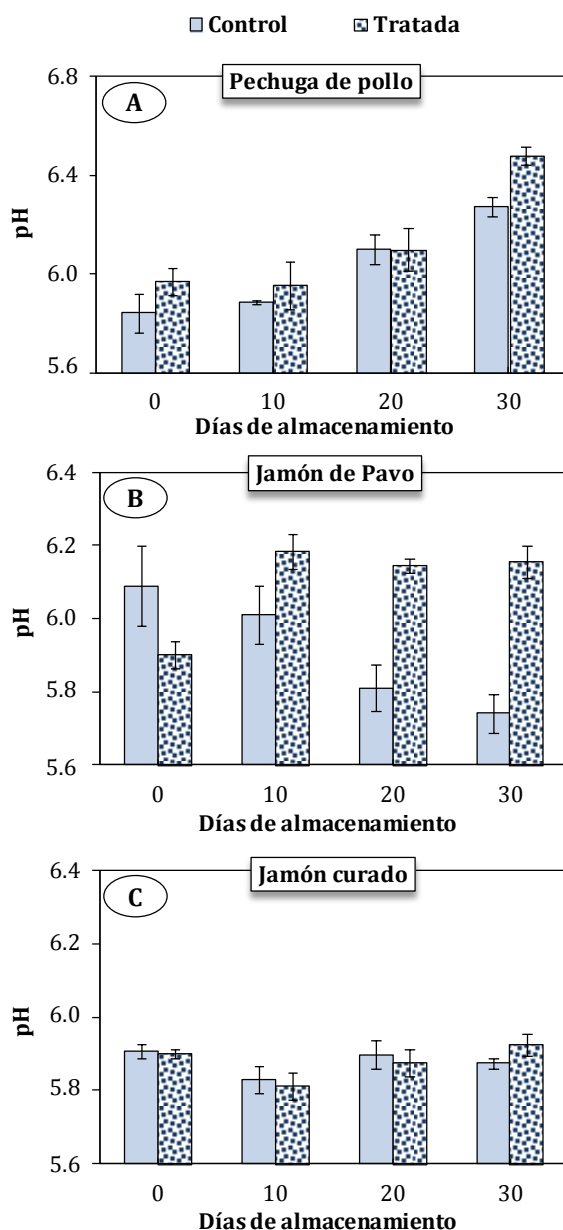 Control Tratada
Pechuga de pollo
A
6.8
6.4
6.0
5.6
pH
0 10 20 30
Días de almacenamiento
Jamón de Pavo
B
6.4
6.2
6.0
5.8
5.6
pH
0 10 20 30
Días de almacenamiento
Jamón curado
C
6.4
6.2
6.0
5.8
5.6
pH
0 10 20 30
Días de almacenamiento